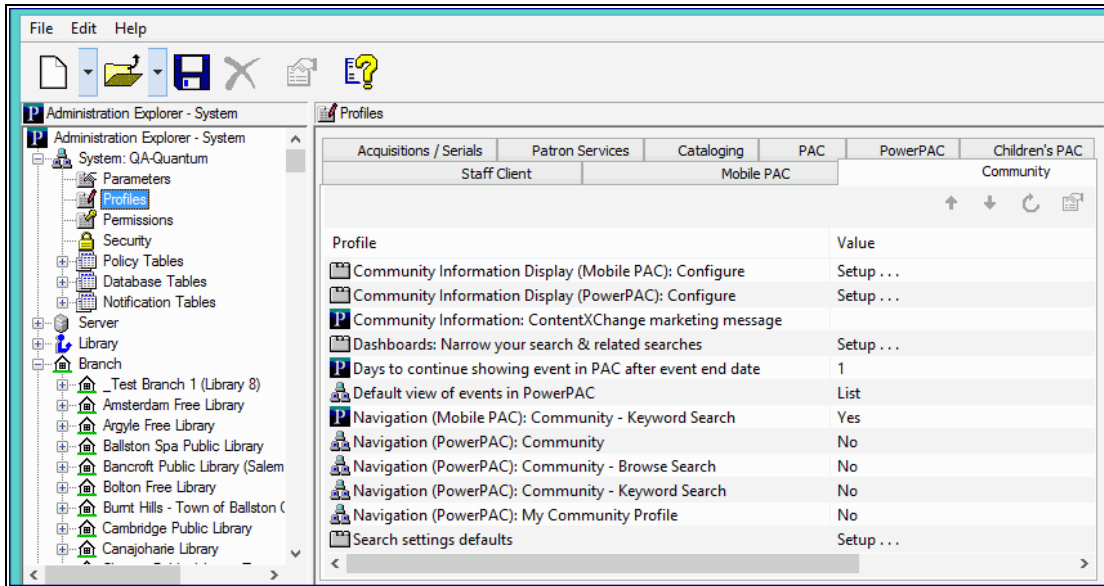 File Edit Help
Administration Explorer - System
Administration Explorer - System
System: QA-Quantum
Parameters
Profiles
Permissions
Security
Policy Tables
Database Tables
Notification Tables
Server
Library
Branch
_Test Branch 1 (Library 8)
Amsterdam Free Library
Argyle Free Library
Ballston Spa Public Library
Bancroft Public Library (Salem
Bolton Free Library
Burnt Hills - Town of Ballston
Cambridge Public Library
Canajoharie Library
Profiles
Acquisitions / Serials Patron Services Cataloging PAC PowerPAC Children's PAC
Staff Client Mobile PAC Community
Profile Value
Community Information Display (Mobile PAC): Configure Setup . . .
Community Information Display (PowerPAC): Configure Setup . . .
Community Information: ContentXChange marketing message
Dashboards: Narrow your search & related searches Setup . . .
Days to continue showing event in PAC after event end date 1
Default view of events in PowerPAC List
Navigation (Mobile PAC): Community - Keyword Search Yes
Navigation (PowerPAC): Community No
Navigation (PowerPAC): Community - Browse Search No
Navigation (PowerPAC): Community - Keyword Search No
Navigation (PowerPAC): My Community Profile No
Search settings defaults Setup . . .